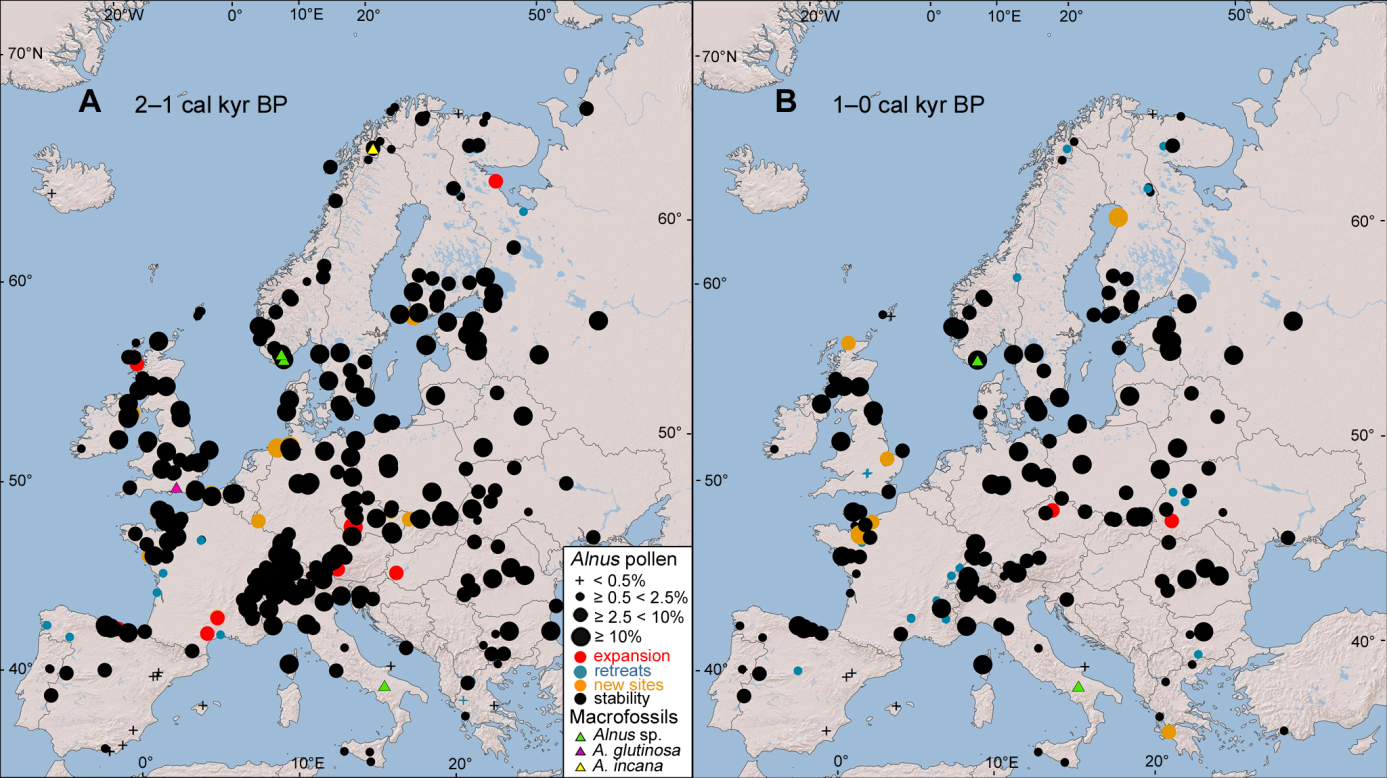 20°W 0° 10°E 20° 50°
70°N
A 2–1 cal kyr BP
60°
60°
50°
50°
40°
0° 10°E 20°
Alnus pollen
+ < 0.5%
≥ 0.5 < 2.5%
≥ 2.5 < 10%
≥ 10%
expansion
retreats
new sites
stability
Macrofossils
Alnus sp.
A. glutinosa
A. incana
20°W 0° 10°E 20° 50°
70°N
B 1–0 cal kyr BP
60°
60°
50°
50°
40°
40°
0° 10°E 20°